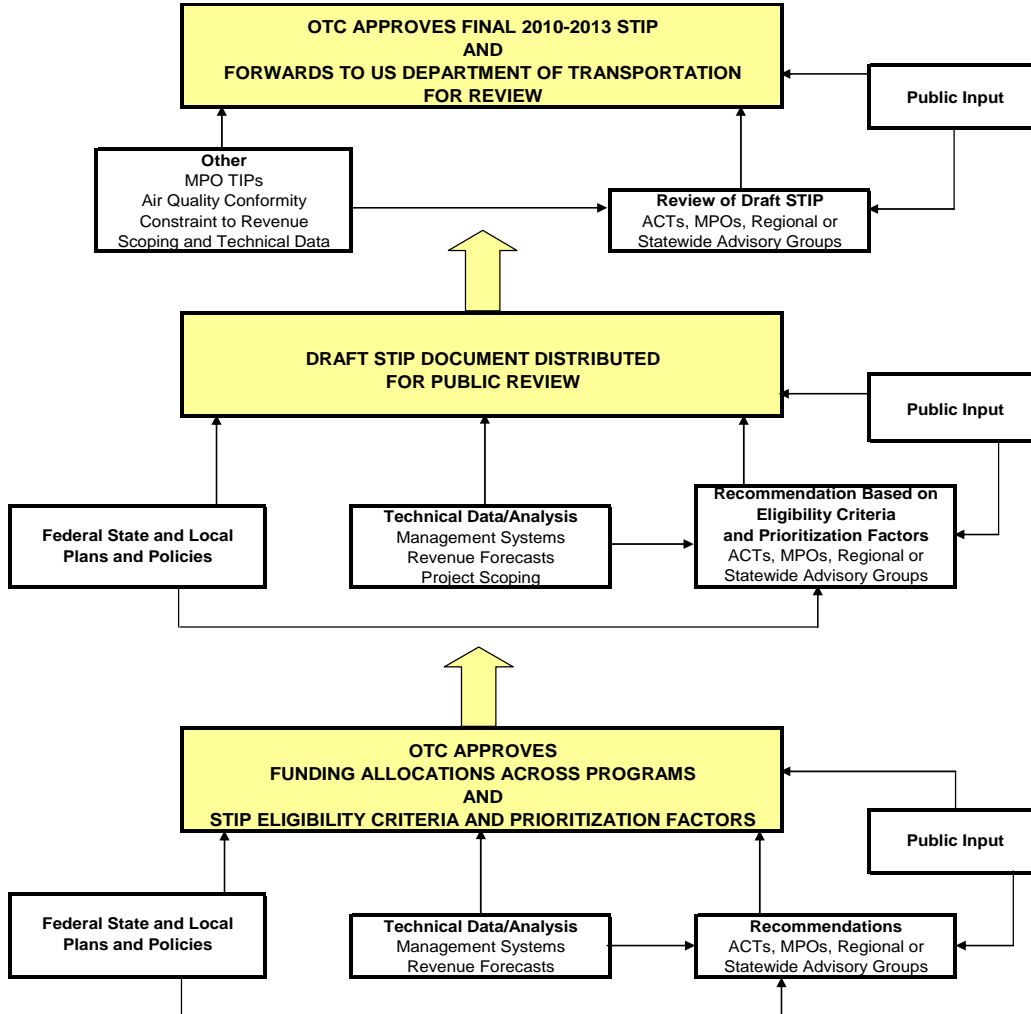 OTC APPROVES FINAL 2010-2013 STIP
AND
FORWARDS TO US DEPARTMENT OF TRANSPORTATION
FOR REVIEW
Public Input
Other
MPO TIPs
Air Quality Conformity
Constraint to Revenue
Scoping and Technical Data
Review of Draft STIP
ACTs, MPOs, Regional or
Statewide Advisory Groups
DRAFT STIP DOCUMENT DISTRIBUTED
FOR PUBLIC REVIEW
Public Input
Federal State and Local
Plans and Policies
Technical Data/Analysis
Management Systems
Revenue Forecasts
Project Scoping
Recommendation Based on
Eligibility Criteria
and Prioritization Factors
ACTs, MPOs, Regional or
Statewide Advisory Groups
OTC APPROVES
FUNDING ALLOCATIONS ACROSS PROGRAMS
AND
STIP ELIGIBILITY CRITERIA AND PRIORITIZATION FACTORS
Public Input
Federal State and Local
Plans and Policies
Technical Data/Analysis
Management Systems
Revenue Forecasts
Recommendations
ACTs, MPOs, Regional or
Statewide Advisory Groups